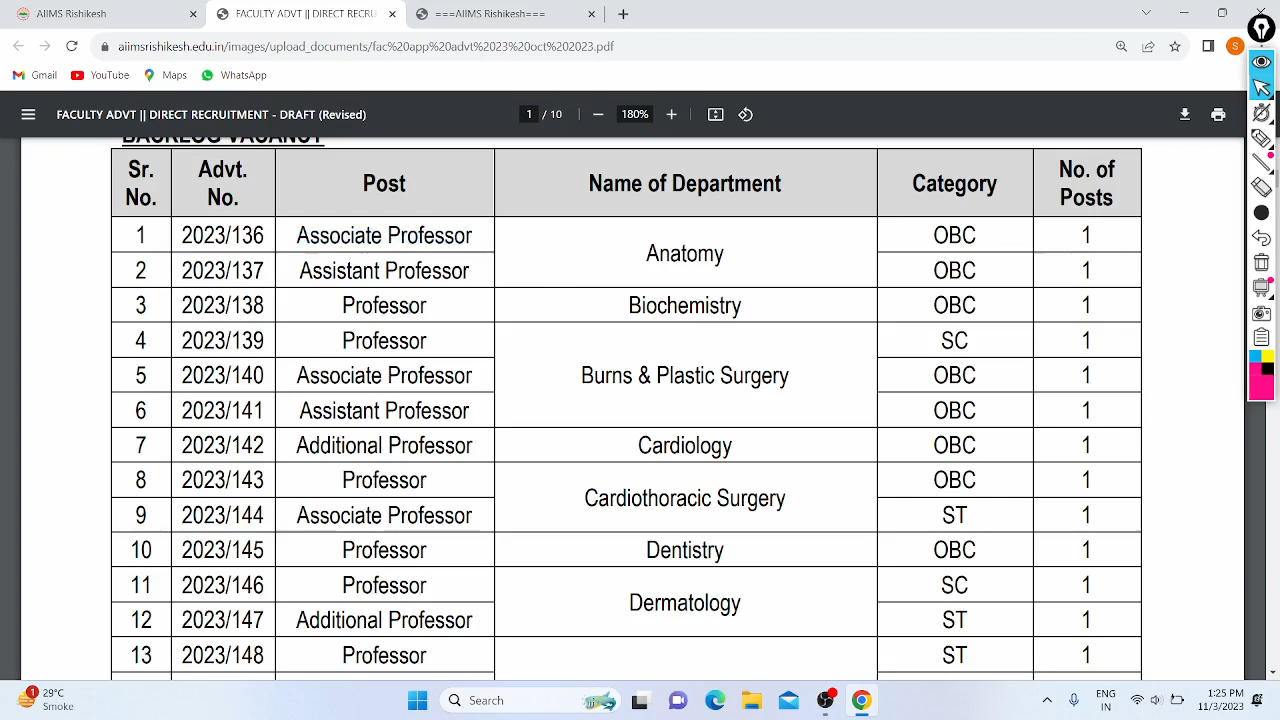 AIIMS Rishikesh
FACULTY ADVT || DIRECT RECRU
===AIIMS Rishikesh===
aiimsrishikesh.edu.in/images/upload_documents/fac%20app%20advt%2023%20oct%2023.pdf
S
Gmail YouTube Maps WhatsApp
FACULTY ADVT || DIRECT RECRUITMENT - DRAFT (Revised) 1 / 10 180%
BACKLOG VACANCY
Sr. No. Advt. No. Post Name of Department Category No. of Posts
1 2023/136 Associate Professor Anatomy OBC 1
2 2023/137 Assistant Professor OBC 1
3 2023/138 Professor Biochemistry OBC 1
4 2023/139 Professor Burns & Plastic Surgery SC 1
5 2023/140 Associate Professor OBC 1
6 2023/141 Assistant Professor OBC 1
7 2023/142 Additional Professor Cardiology OBC 1
8 2023/143 Professor Cardiothoracic Surgery OBC 1
9 2023/144 Associate Professor ST 1
10 2023/145 Professor Dentistry OBC 1
11 2023/146 Professor Dermatology SC 1
12 2023/147 Additional Professor ST 1
13 2023/148 Professor ST 1
1 29°C
Smoke
Search
ENG
IN
1:25 PM
11/3/2023